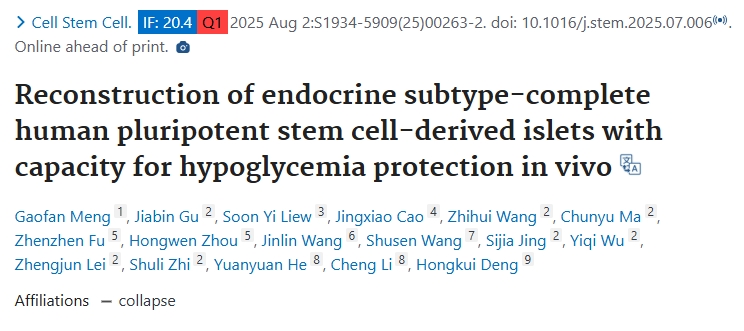 Cell Stem Cell. IF: 20.4 Q1 2025 Aug 2:S1934-5909(25)00263-2. doi: 10.1016/j.stem.2025.07.006.
Online ahead of print.
Reconstruction of endocrine subtype-complete
human pluripotent stem cell-derived islets with
capacity for hypoglycemia protection in vivo
Gaofan Meng 1, Jiabin Gu 2, Soon Yi Liew 3, Jingxiao Cao 4, Zhihui Wang 2, Chunyu Ma 2,
Zhenzhen Fu 5, Hongwen Zhou 5, Jinlin Wang 6, Shusen Wang 7, Sijia Jing 2, Yiqi Wu 2,
Zhengjun Lei 2, Shuli Zhi 2, Yuanyuan He 8, Cheng Li 8, Hongkui Deng 9
Affiliations — collapse